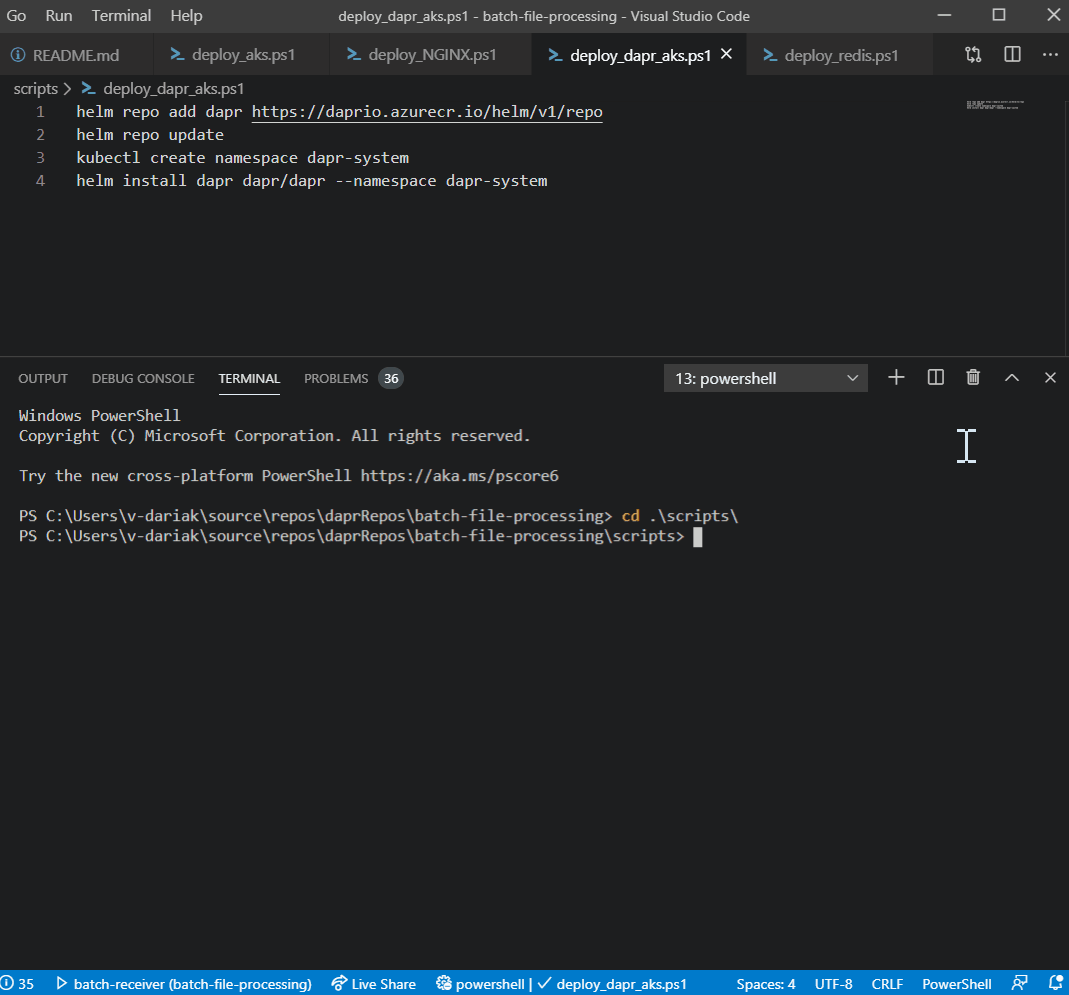 Go Run Terminal Help deploy_dapr_aks.ps1 - batch-file-processing - Visual Studio Code
README.md deploy_aks.ps1 deploy_NGINX.ps1 deploy_dapr_aks.ps1 deploy_redis.ps1
scripts > deploy_dapr_aks.ps1
1 helm repo add dapr https://daprio.azurecr.io/helm/v1/repo
2 helm repo update
3 kubectl create namespace dapr-system
4 helm install dapr dapr/dapr --namespace dapr-system
OUTPUT DEBUG CONSOLE TERMINAL PROBLEMS 36 13: powershell
Windows PowerShell
Copyright (C) Microsoft Corporation. All rights reserved.
Try the new cross-platform PowerShell https://aka.ms/pscore6
PS C:\Users\v-dariak\source\repos\daprRepos\batch-file-processing> cd .\scripts\
PS C:\Users\v-dariak\source\repos\daprRepos\batch-file-processing\scripts>
35 batch-receiver (batch-file-processing) Live Share powershell | ✓ deploy_dapr_aks.ps1 Spaces: 4 UTF-8 CRLF PowerShell